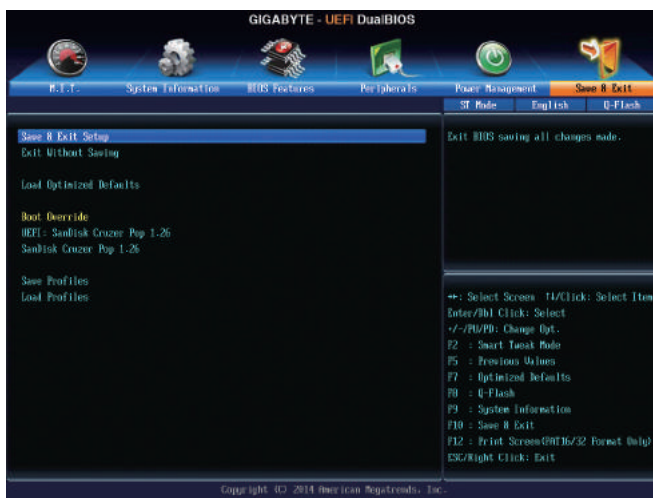 GIGABYTE - UEFI DualBIOS
M.I.T. System Information BIOS Features Peripherals Power Management Save & Exit
ST Mode English Q-Flash
Save & Exit Setup
Exit Without Saving
Load Optimized Defaults
Boot Override
UEFI: SanDisk Cruzer Pop 1.26
SanDisk Cruzer Pop 1.26
Save Profiles
Load Profiles
Exit BIOS saving all changes made.
→←: Select Screen ↑↓/Click: Select Item
Enter/Dbl Click: Select
+/-/PU/PD: Change Opt.
F2 : Smart Tweak Mode
F5 : Previous Values
F7 : Optimized Defaults
F8 : Q-Flash
F9 : System Information
F10 : Save & Exit
F12 : Print Screen(FAT16/32 Format Only)
ESC/Right Click: Exit
Copyright (C) 2014 American Megatrends, Inc.